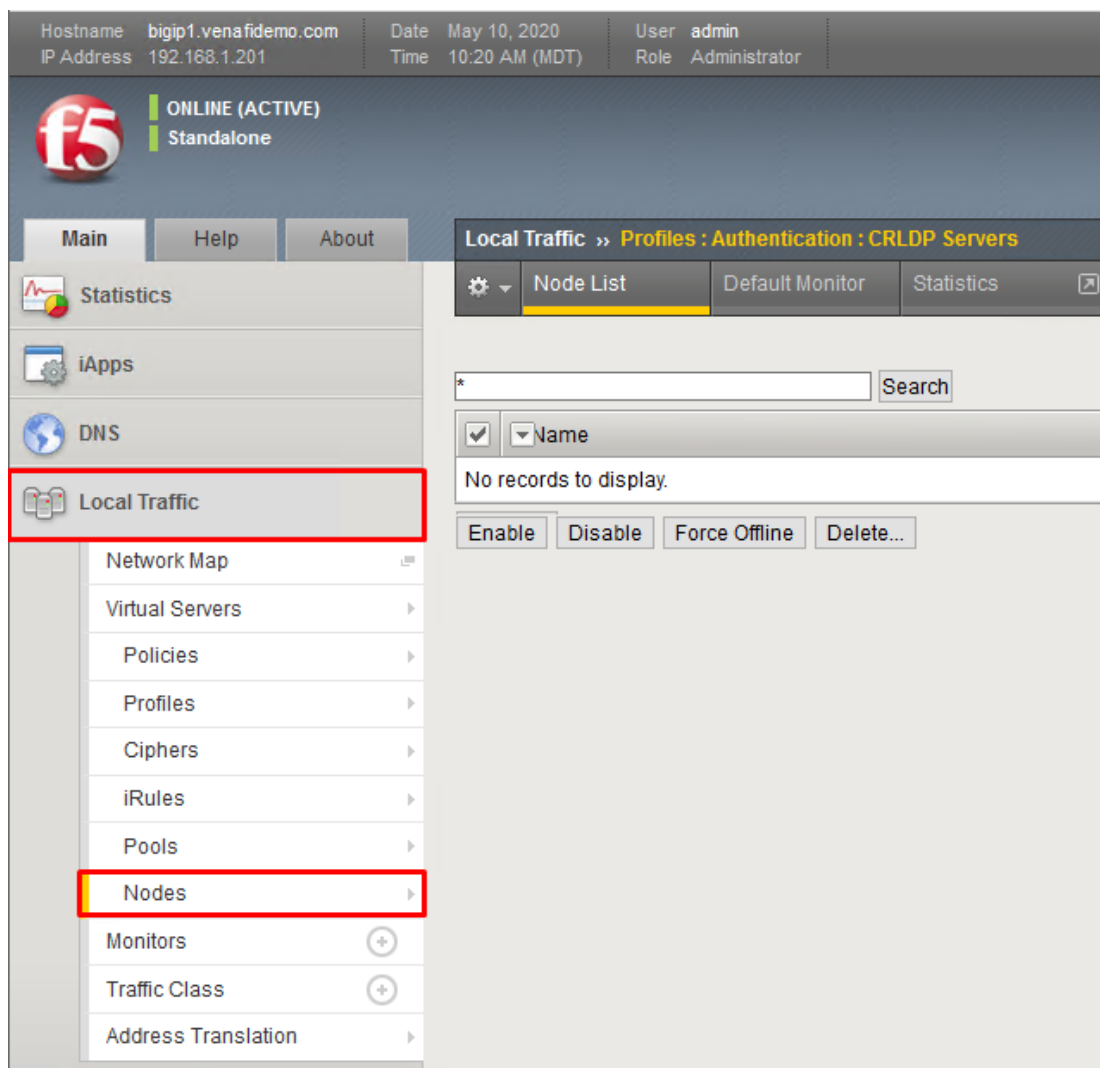 Hostname bigip1.venafidemo.com Date May 10, 2020 User admin
IP Address 192.168.1.201 Time 10:20 AM (MDT) Role Administrator
f5
ONLINE (ACTIVE)
Standalone
Main Help About
Local Traffic ›› Profiles : Authentication : CRLDP Servers
Node List Default Monitor Statistics
Statistics
iApps
DNS
Local Traffic
Network Map
Virtual Servers
Policies
Profiles
Ciphers
iRules
Pools
Nodes
Monitors
Traffic Class
Address Translation
* Search
Name
No records to display.
Enable Disable Force Offline Delete...